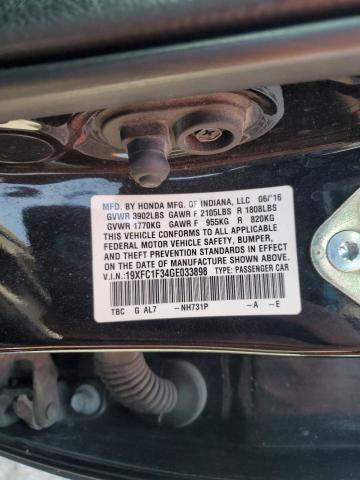 MFD. BY HONDA MFG. OF INDIANA, LLC 06/'16
GVWR 3902LBS GAWR F 2105LBS R 1808LBS
GVWR 1770KG GAWR F 955KG R 820KG
THIS VEHICLE CONFORMS TO ALL APPLICABLE
FEDERAL MOTOR VEHICLE SAFETY, BUMPER,
AND THEFT PREVENTION STANDARDS IN EFFECT
ON THE DATE OF MANUFACTURE SHOWN ABOVE.
V.I.N.:19XFC1F34GE033898 TYPE: PASSENGER CAR
TBC G AL7 -NH731P -A -E